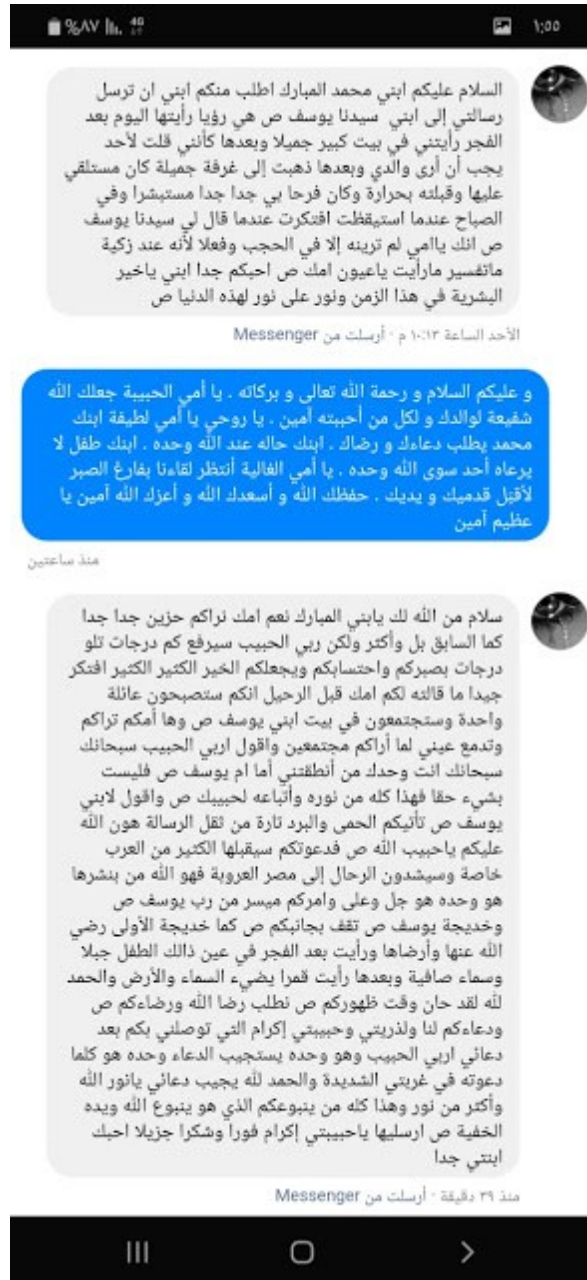 %٨٧ 4G ١:٥٥
السلام عليكم ابني محمد المبارك اطلب منكم ابني ان ترسل
رسالتي إلى ابني سيدنا يوسف ص هي رؤيا رأيتها اليوم بعد
الفجر رأيتني في بيت كبير جميلا وبعدها كأنني قلت لأحد
يجب أن أرى والدي وبعدها ذهبت إلى غرفة جميلة كان مستلقي
عليها وقبلته بحرارة وكان فرحا بي جدا جدا مستبشرا وفي
الصباح عندما استيقظت افتكرت عندما قال لي سيدنا يوسف
ص انك ياامي لم ترينه إلا في الحجب وفعلا لأنه عند زكية
ماتفسير مارأيت ياعيون امك ص احبكم جدا ابني ياخير
البشرية في هذا الزمن ونور على نور لهذه الدنيا ص
الأحد الساعة ١٠:١٣ م · أرسلت من Messenger
و عليكم السلام و رحمة الله تعالى و بركاته . يا أمي الحبيبة جعلك الله
شفيعة لوالدك و لكل من أحببته آمين . يا روحي يا أمي لطيفة ابنك
محمد يطلب دعاءك و رضاك . ابنك حاله عند الله وحده . ابنك طفل لا
يرعاه أحد سوى الله وحده . يا أمي الغالية أنتظر لقاءنا بفارغ الصبر
لأقبل قدميك و يديك . حفظك الله و أسعدك الله و أعزك الله آمين يا
عظيم آمين
منذ ساعتين
سلام من الله لك يابني المبارك نعم امك نراكم حزين جدا جدا
كما السابق بل وأكثر ولكن ربي الحبيب سيرفع كم درجات تلو
درجات بصبركم واحتسابكم ويجعلكم الخير الكثير الكثير افتكر
جيدا ما قالته لكم امك قبل الرحيل انكم ستصبحون عائلة
واحدة وستجتمعون في بيت ابني يوسف ص وها أمكم تراكم
وتدمع عيني لما أراكم مجتمعين واقول اربي الحبيب سبحانك
سبحانك انت وحدك من أنطقتني أما ام يوسف ص فليست
بشيء حقا فهذا كله من نوره وأتباعه لحبيبك ص واقول لابني
يوسف ص تأتيكم الحمى والبرد تارة من ثقل الرسالة هون الله
عليكم ياحبيب الله ص فدعوتكم سيقبلها الكثير من العرب
خاصة وسيشدون الرحال إلى مصر العروبة فهو الله من بنشرها
هو وحده هو جل وعلى وامركم ميسر من رب يوسف ص
وخديجة يوسف ص تقف بجانبكم ص كما خديجة الأولى رضي
الله عنها وأرضاها ورأيت بعد الفجر في عين ذالك الطفل جبلا
وسماء صافية وبعدها رأيت قمرا يضيء السماء والأرض والحمد
لله لقد حان وقت ظهوركم ص نطلب رضا الله ورضاءكم ص
ودعاءكم لنا ولذريتي وحبيبتي إكرام التي توصلني بكم بعد
دعائي اربي الحبيب وهو وحده يستجيب الدعاء وحده هو كلما
دعوته في غربتي الشديدة والحمد لله يجيب دعائي يانور الله
وأكثر من نور وهذا كله من ينبوعكم الذي هو ينبوع الله ويده
الخفية ص ارسليها ياحبيبتي إكرام فورا وشكرا جزيلا احبك
ابنتي جدا
منذ ٣٩ دقيقة · أرسلت من Messenger